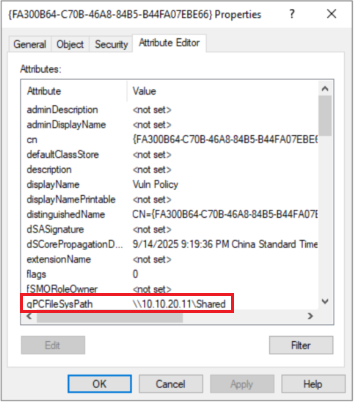 {FA300B64-C70B-46A8-84B5-B44FA07EBE66} Properties ? ×
General Object Security Attribute Editor
Attributes:
Attribute Value
adminDescription <not set>
adminDisplayName <not set>
cn {FA300B64-C70B-46A8-84B5-B44FA07EBE6
defaultClassStore <not set>
description <not set>
displayName Vuln Policy
displayNamePrintable <not set>
distinguishedName CN={FA300B64-C70B-46A8-84B5-B44FA07E
dSASignature <not set>
dSCorePropagationD... 9/14/2025 9:19:36 PM China Standard Time
extensionName <not set>
flags 0
fSMORoleOwner <not set>
gPCFileSysPath \\10.10.20.11\Shared
Edit Filter
OK Cancel Apply Help